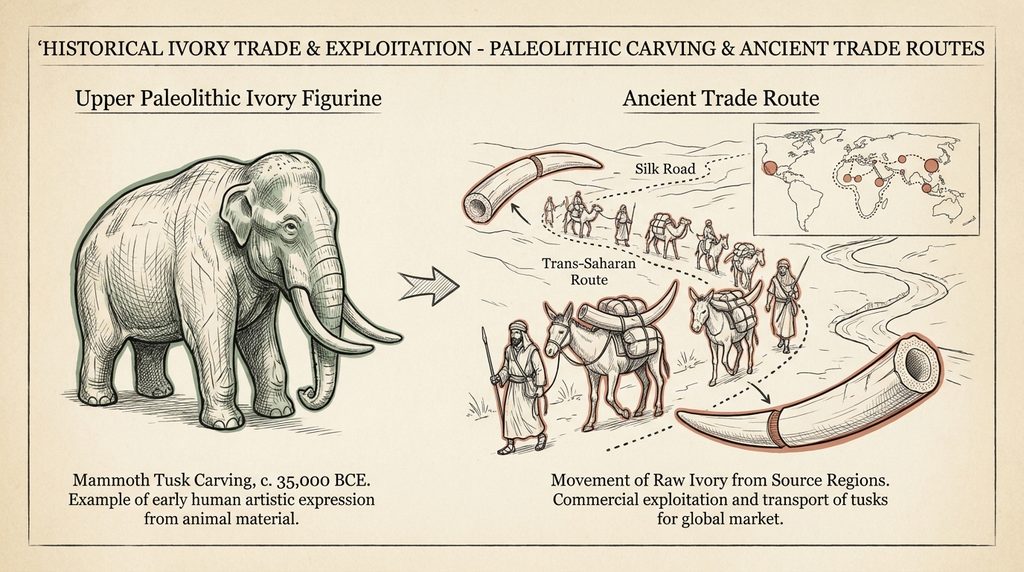 ‘HISTORICAL IVORY TRADE & EXPLOITATION - PALEOLITHIC CARVING & ANCIENT TRADE ROUTES
Upper Paleolithic Ivory Figurine
Mammoth Tusk Carving, c. 35,000 BCE.
Example of early human artistic expression
from animal material.
Ancient Trade Route
Silk Road
Trans-Saharan
Route
Movement of Raw Ivory from Source Regions.
Commercial exploitation and transport of tusks
for global market.